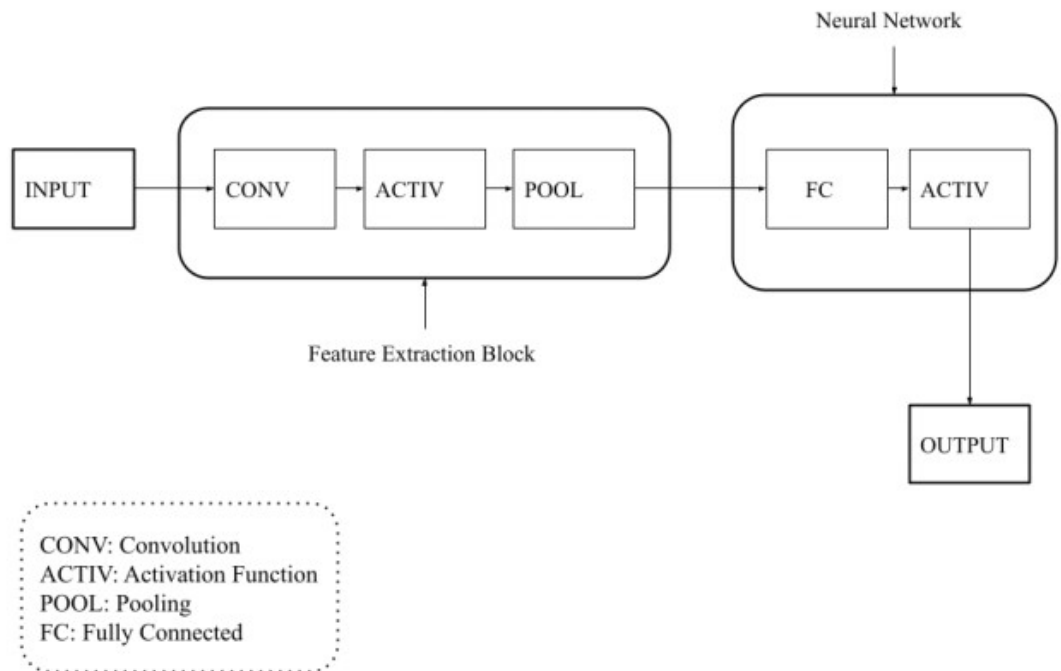 Neural Network
INPUT
CONV
ACTIV
POOL
FC
ACTIV
Feature Extraction Block
OUTPUT
CONV: Convolution
ACTIV: Activation Function
POOL: Pooling
FC: Fully Connected